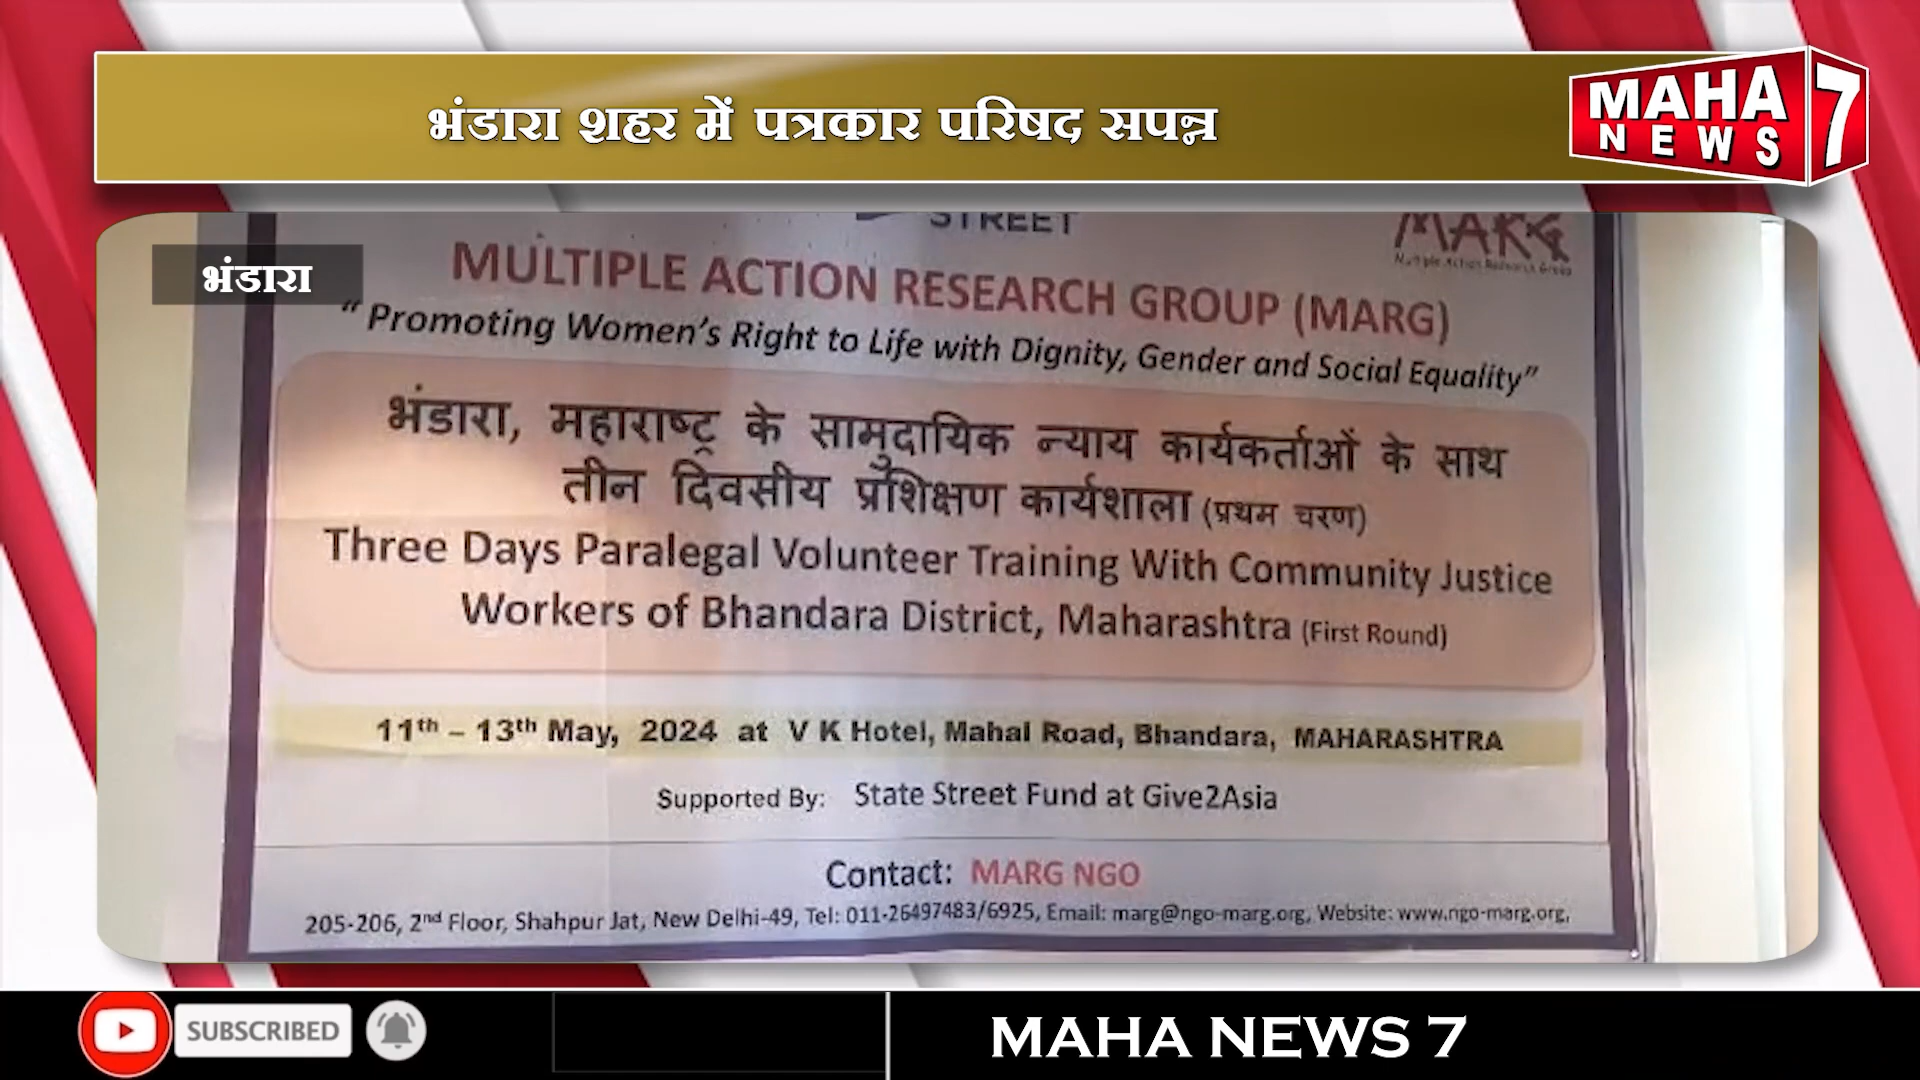 भंडारा शहर में पत्रकार परिषद सपन्न
MAHA
NEWS
7
भंडारा
STREET
MARG
Multiple Action Research Group
MULTIPLE ACTION RESEARCH GROUP (MARG)
“ Promoting Women’s Right to Life with Dignity, Gender and Social Equality”
भंडारा, महाराष्ट्र के सामुदायिक न्याय कार्यकर्ताओं के साथ
तीन दिवसीय प्रशिक्षण कार्यशाला (प्रथम चरण)
Three Days Paralegal Volunteer Training With Community Justice
Workers of Bhandara District, Maharashtra (First Round)
11th – 13th May, 2024 at V K Hotel, Mahal Road, Bhandara, MAHARASHTRA
Supported By: State Street Fund at Give2Asia
Contact: MARG NGO
205-206, 2nd Floor, Shahpur Jat, New Delhi-49, Tel: 011-26497483/6925, Email: marg@ngo-marg.org, Website: www.ngo-marg.org,
SUBSCRIBED
MAHA NEWS 7